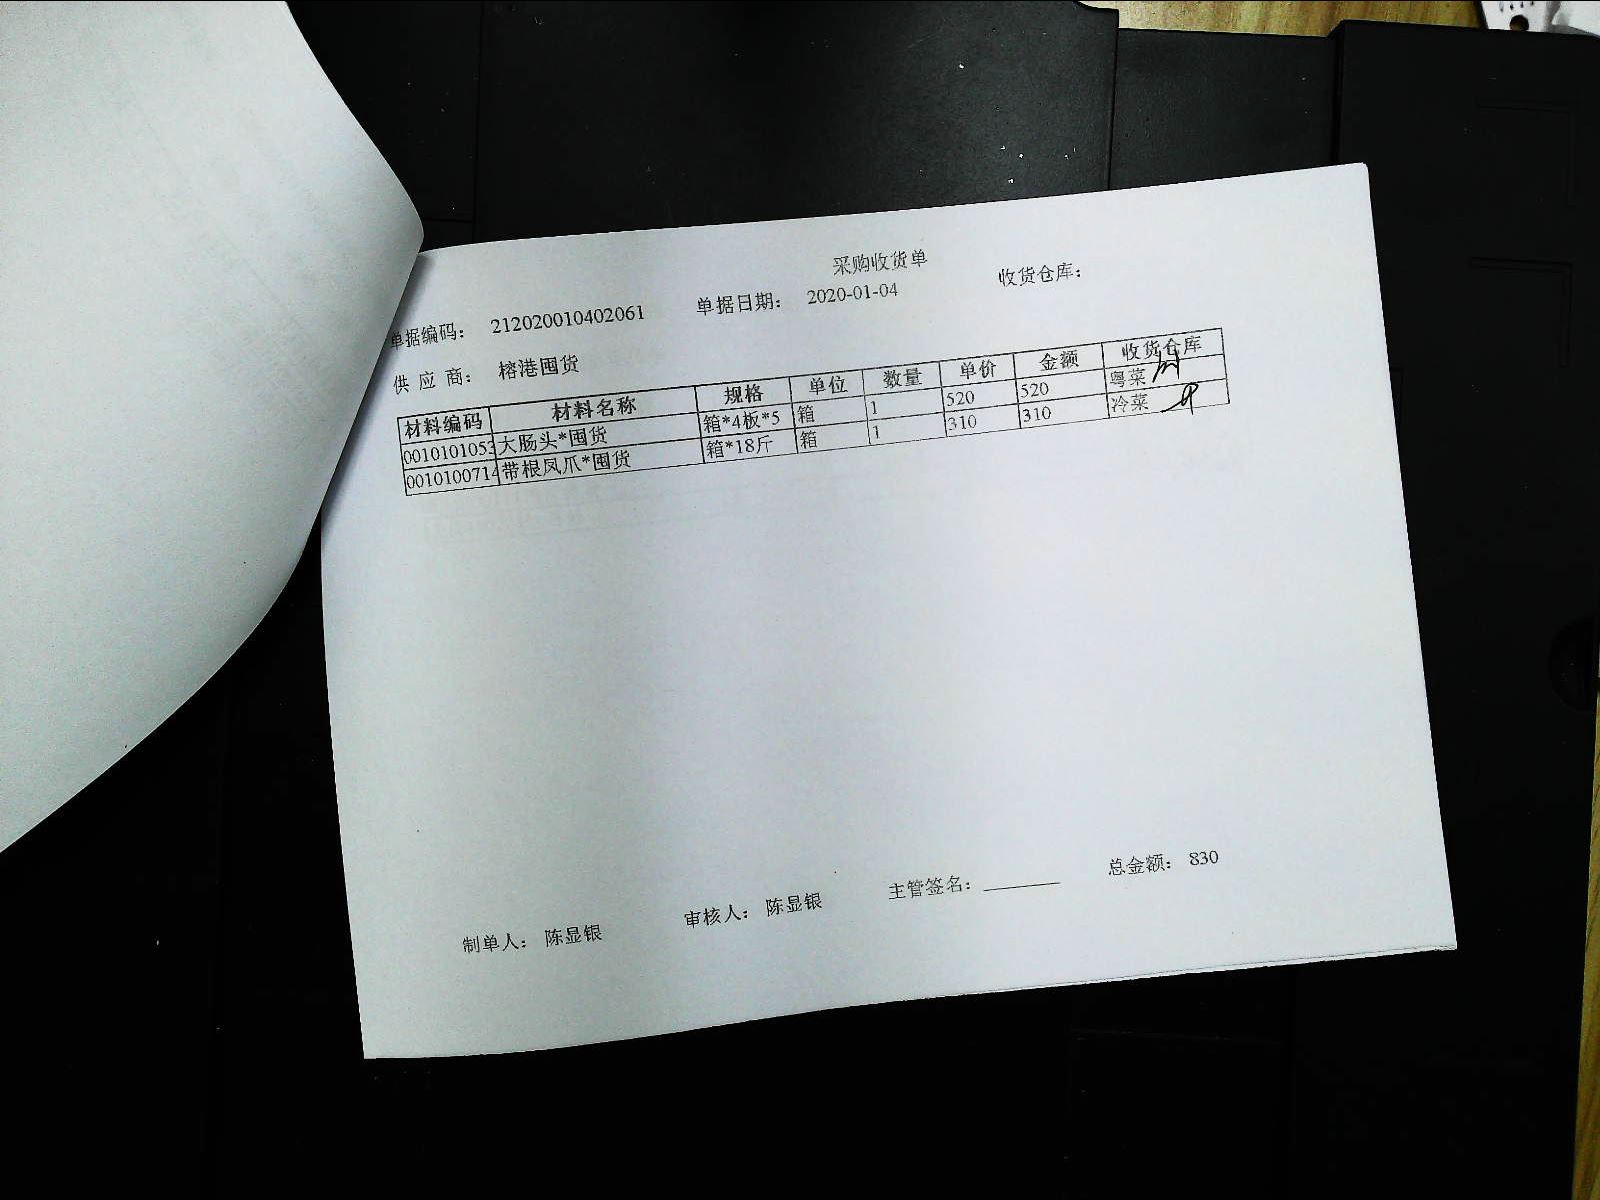 采购收货单
单据编码： 212020010402061 单据日期： 2020-01-04 收货仓库：
供 应 商： 榕港囤货
材料编码 材料名称 规格 单位 数量 单价 金额 收货仓库
0010101053 大肠头*囤货 箱*4板*5 箱 1 520 520 粤菜
0010100714 带根凤爪*囤货 箱*18斤 箱 1 310 310 冷菜
制单人： 陈显银 审核人： 陈显银 主管签名： 总金额： 830